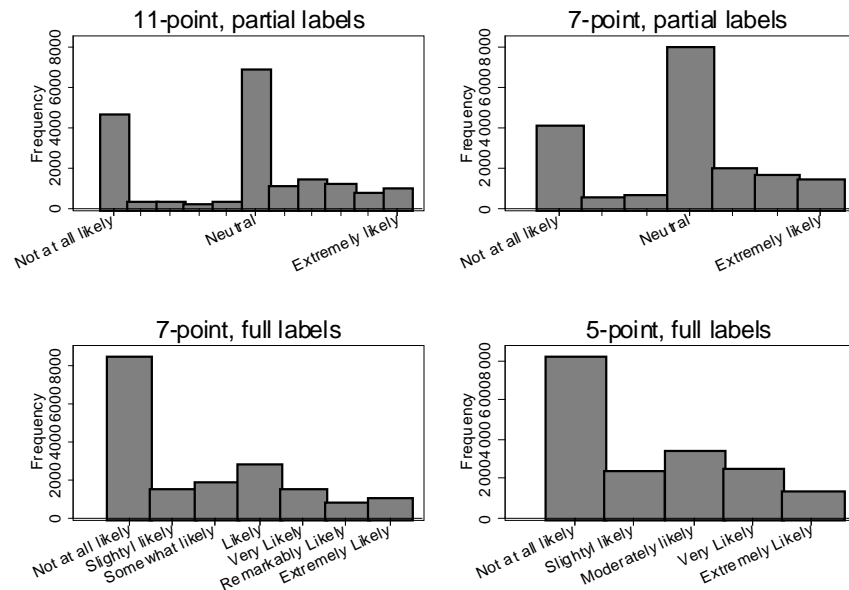 11-point, partial labels
Frequency
0 2000 4000 6000 8000
Not at all likely
Neutral
Extremely likely
7-point, partial labels
Frequency
0 2000 4000 6000 8000
Not at all likely
Neutral
Extremely likely
7-point, full labels
Frequency
0 2000 4000 6000 8000
Not at all likely
Slightyl likely
Somewhat likely
Likely
Very Likely
Remarkably Likely
Extremely Likely
5-point, full labels
Frequency
0 2000 4000 6000 8000
Not at all likely
Slightyl likely
Moderately likely
Very Likely
Extremely Likely